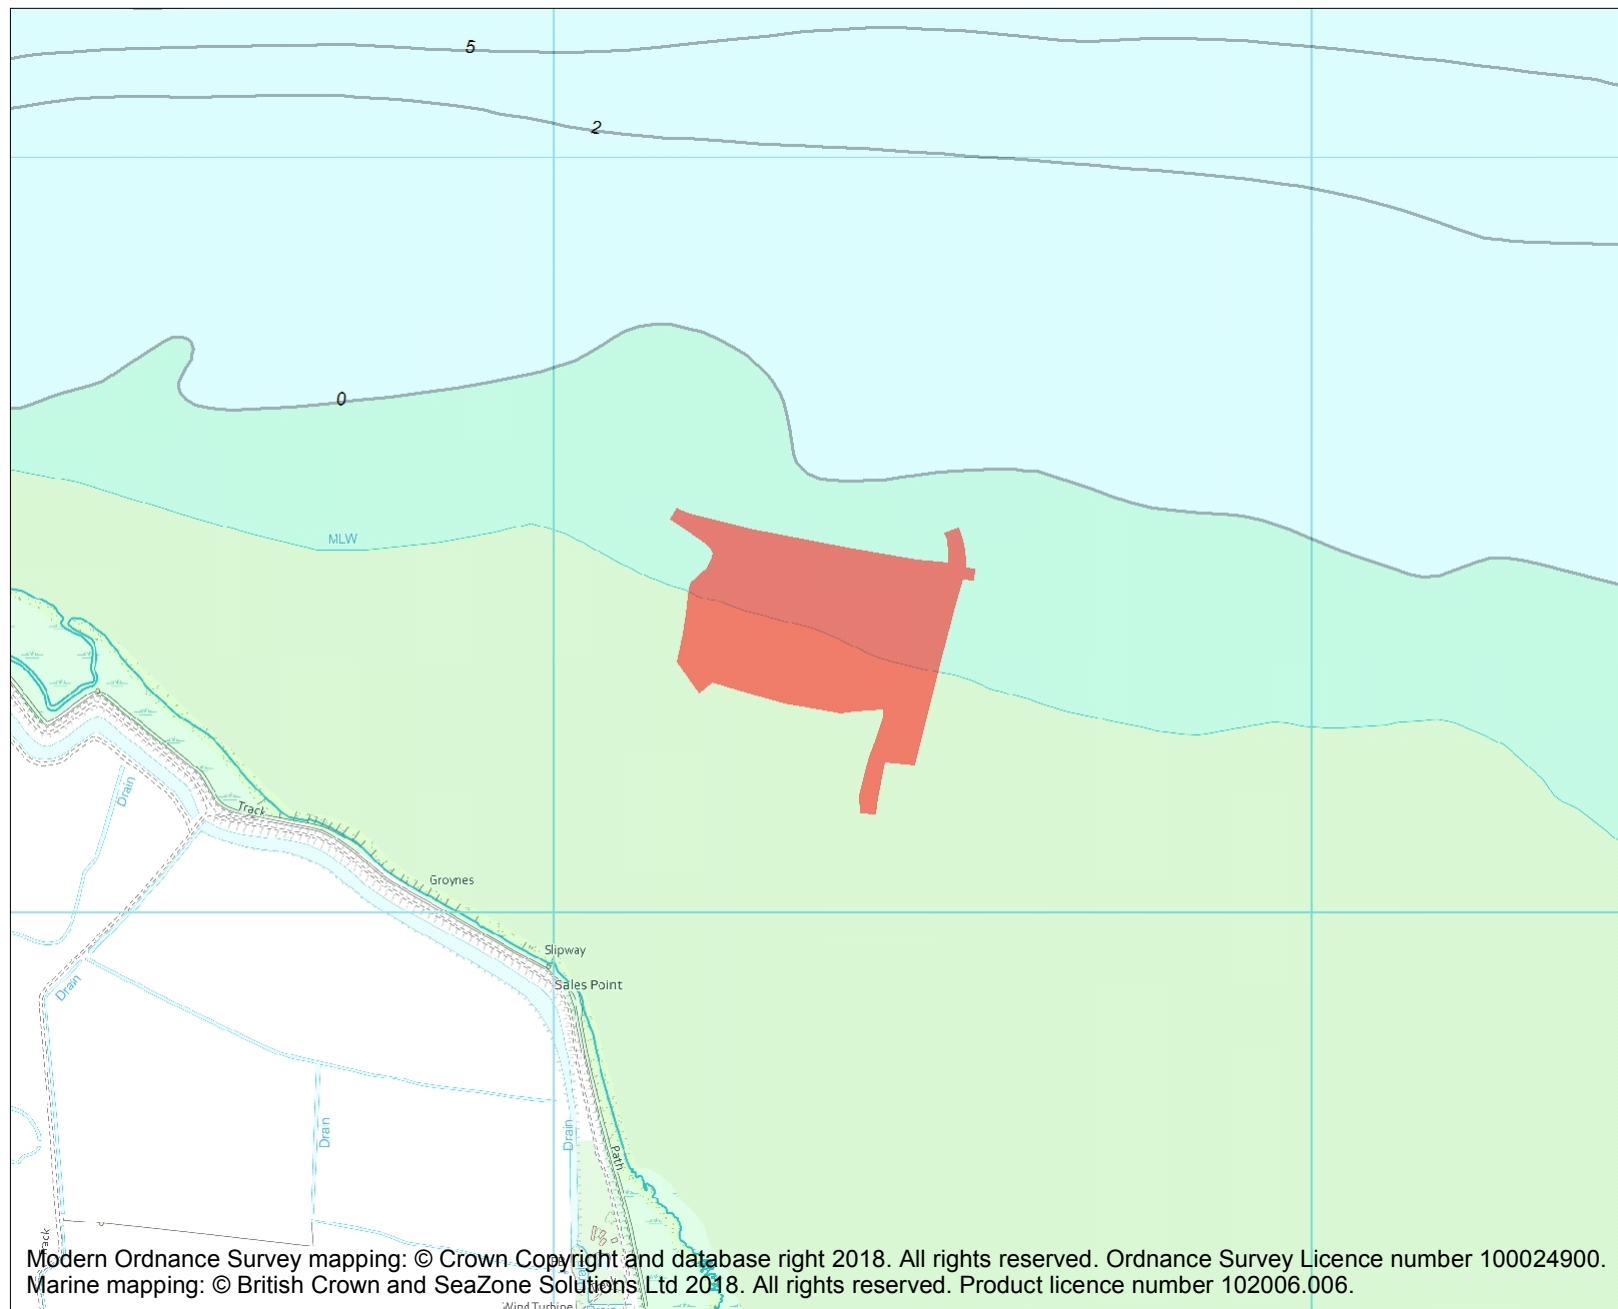 5
2
0
MLW
Drain
Track
Groynes
Slipway
Sales Point
Drain
Drain
Drain
Path
Track
Modern Ordnance Survey mapping: © Crown Copyright and database right 2018. All rights reserved. Ordnance Survey Licence number 100024900.
Marine mapping: © British Crown and SeaZone Solutions Ltd 2018. All rights reserved. Product licence number 102006.006.
Wind Turbine
Drain